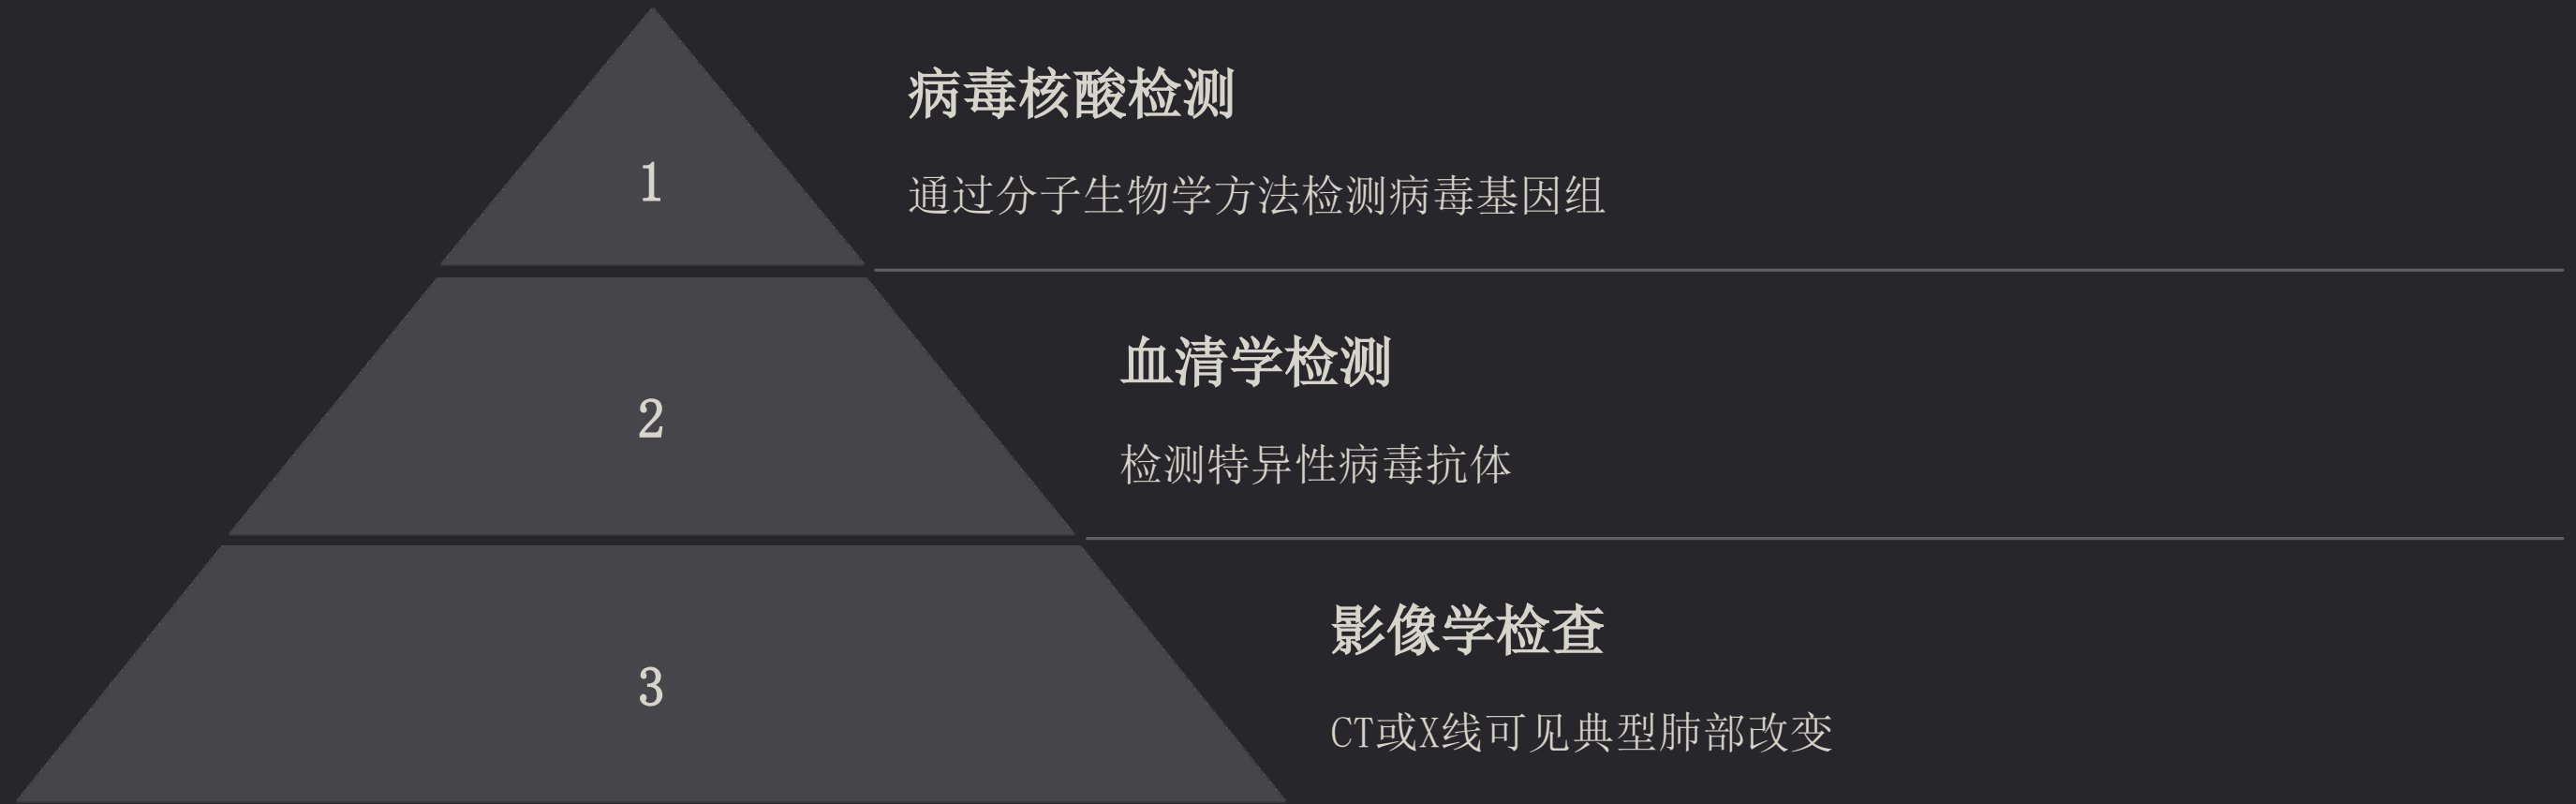 病毒核酸检测
1
通过分子生物学方法检测病毒基因组
血清学检测
2
检测特异性病毒抗体
影像学检查
3
CT或X线可见典型肺部改变